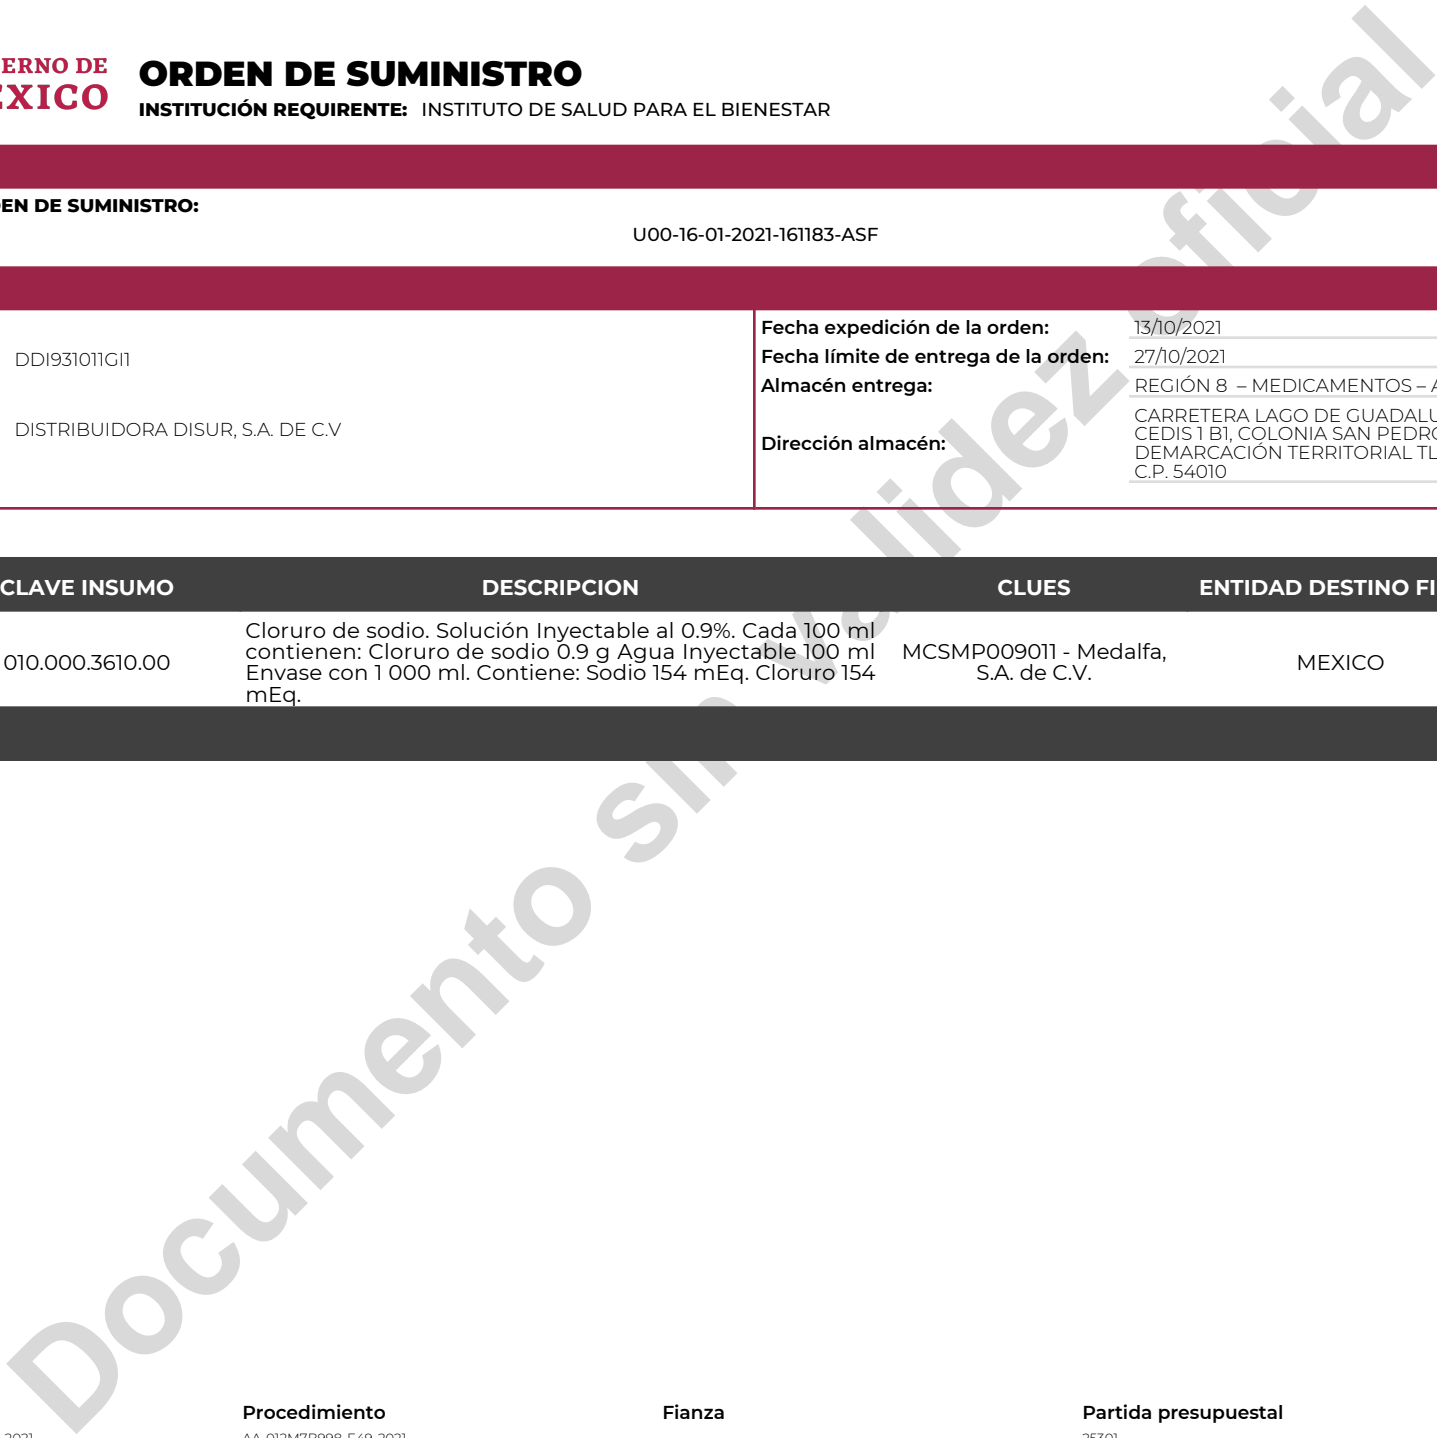 ERNO DE
ORDEN DE SUMINISTRO
INSTITUCIÓN REQUIRENTE: INSTITUTO DE SALUD PARA EL BIENESTAR
EN DE SUMINISTRO:
U00-16-01-2021-161183-ASF
DDI931011GI1
DISTRIBUIDORA DISUR, S.A. DE C.V
Fecha expedición de la orden: 13/10/2021
Fecha límite de entrega de la orden: 27/10/2021
Almacén entrega: REGIÓN 8 – MEDICAMENTOS – A
Dirección almacén:
CARRETERA LAGO DE GUADALU
CEDIS 1 B1, COLONIA SAN PEDRO
DEMARCACIÓN TERRITORIAL TL
C.P. 54010
CLAVE INSUMO DESCRIPCION CLUES ENTIDAD DESTINO FI
010.000.3610.00
Cloruro de sodio. Solución Inyectable al 0.9%. Cada 100 ml
contienen: Cloruro de sodio 0.9 g Agua Inyectable 100 ml
Envase con 1 000 ml. Contiene: Sodio 154 mEq. Cloruro 154
mEq.
MCSMP009011 - Medalfa,
S.A. de C.V.
MEXICO
Documento sin validez oficial
Procedimiento Fianza Partida presupuestal